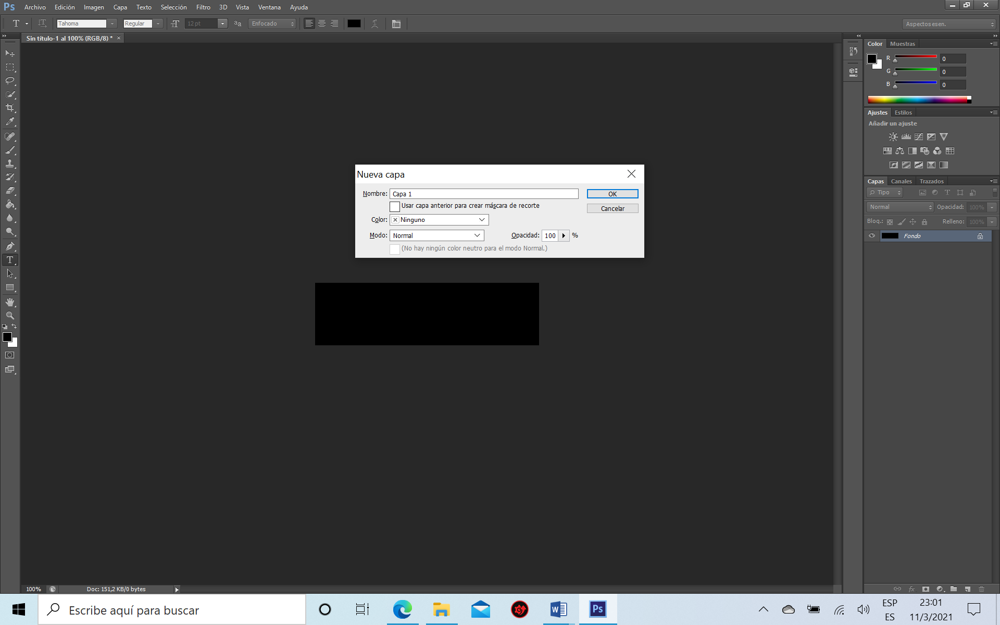 Ps Archivo Edición Imagen Capa Texto Selección Filtro 3D Vista Ventana Ayuda
T Tahoma Regular 12 pt aa Enfocado Aspectos esen.
Sin título-1 al 100% (RGB/8) * ×
Color Muestras
R 0
G 0
B 0
Ajustes Estilos
Añadir un ajuste
Capas Canales Trazados
Tipo
Normal Opacidad: 100%
Bloq.: Relleno: 100%
Fondo
Nueva capa
Nombre: Capa 1 OK
Usar capa anterior para crear máscara de recorte
Cancelar
Color: Ninguno
Modo: Normal Opacidad: 100 %
(No hay ningún color neutro para el modo Normal.)
100% Doc: 151,2 KB/0 bytes
fx
Escribe aquí para buscar
W
Ps
ESP
ES
23:01
11/3/2021